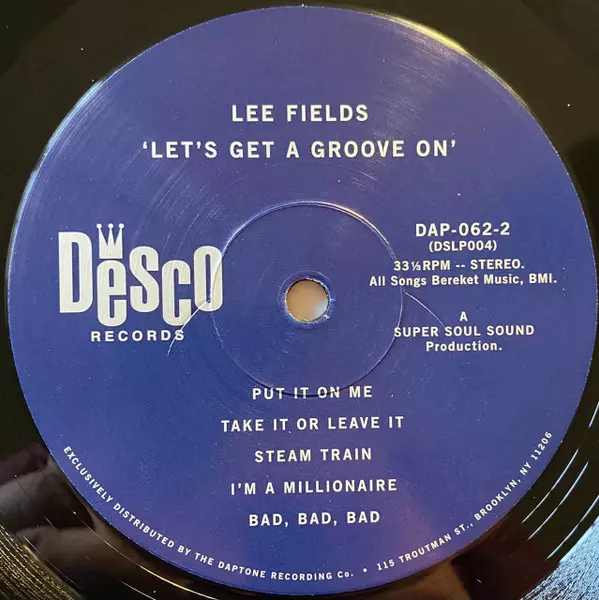 LEE FIELDS
'LET'S GET A GROOVE ON'
DESCO
RECORDS
DAP-062-2
(DSLP004)
33⅓RPM -- STEREO.
All Songs Bereket Music, BMI.
A
SUPER SOUL SOUND
Production.
PUT IT ON ME
TAKE IT OR LEAVE IT
STEAM TRAIN
I'M A MILLIONAIRE
BAD, BAD, BAD
EXCLUSIVELY DISTRIBUTED BY THE DAPTONE RECORDING Co. • 115 TROUTMAN ST., BROOKLYN, NY 11206